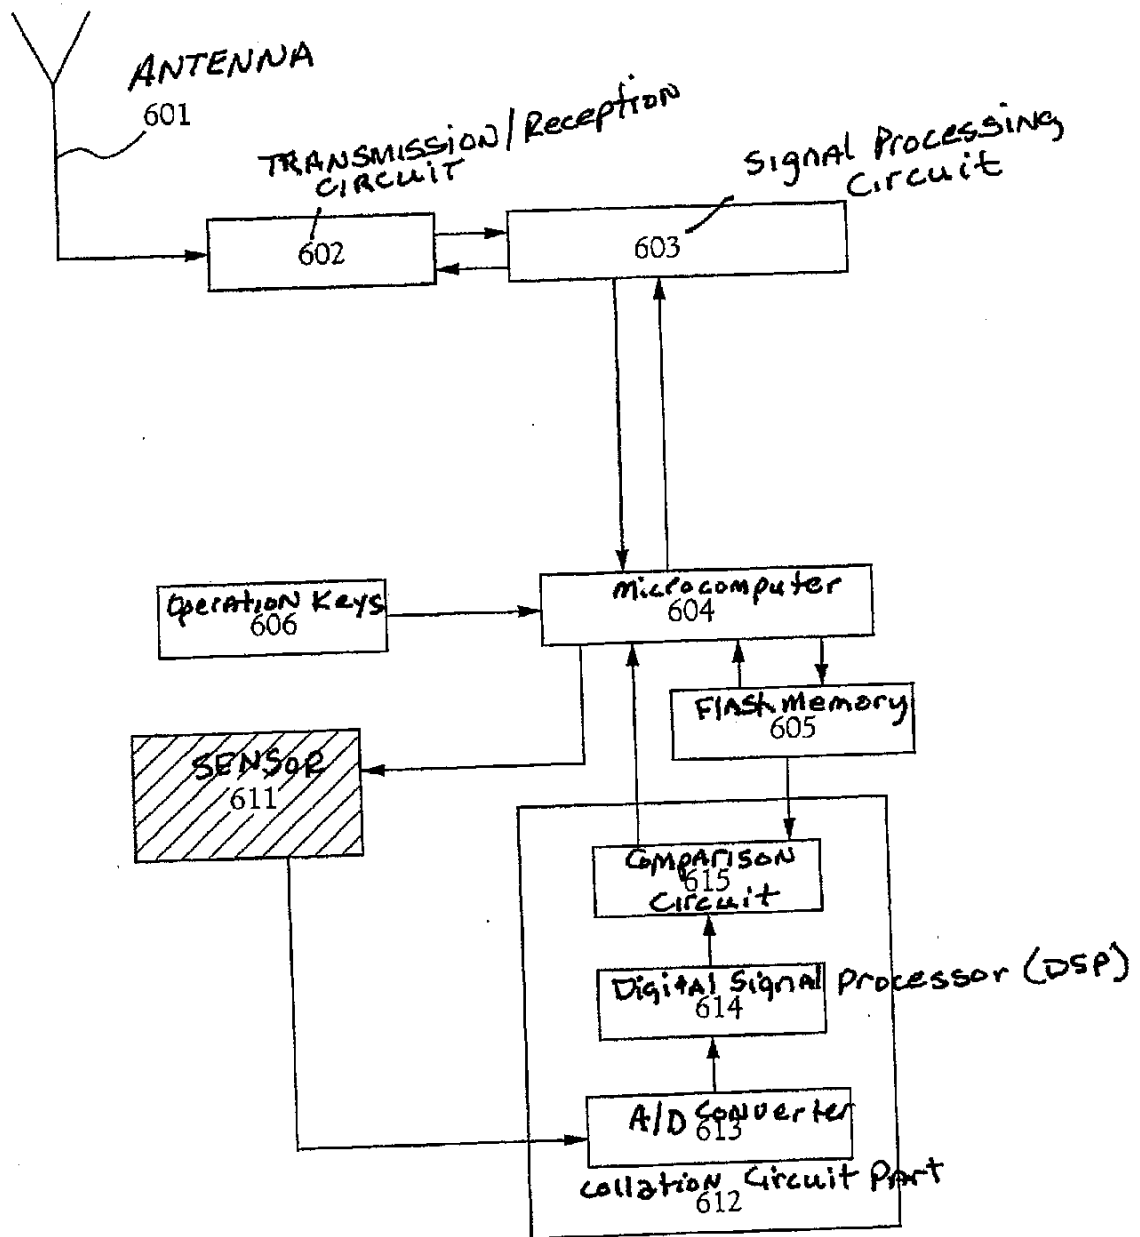 ANTENNA
601
TRANSMISSION/Reception
CIRCUIT
602
Signal Processing
Circuit
603
Microcomputer
604
Operation Keys
606
Flash Memory
605
SENSOR
611
Comparison
615
Circuit
Digital Signal Processor (DSP)
614
A/D Converter
613
Collation Circuit Part
612